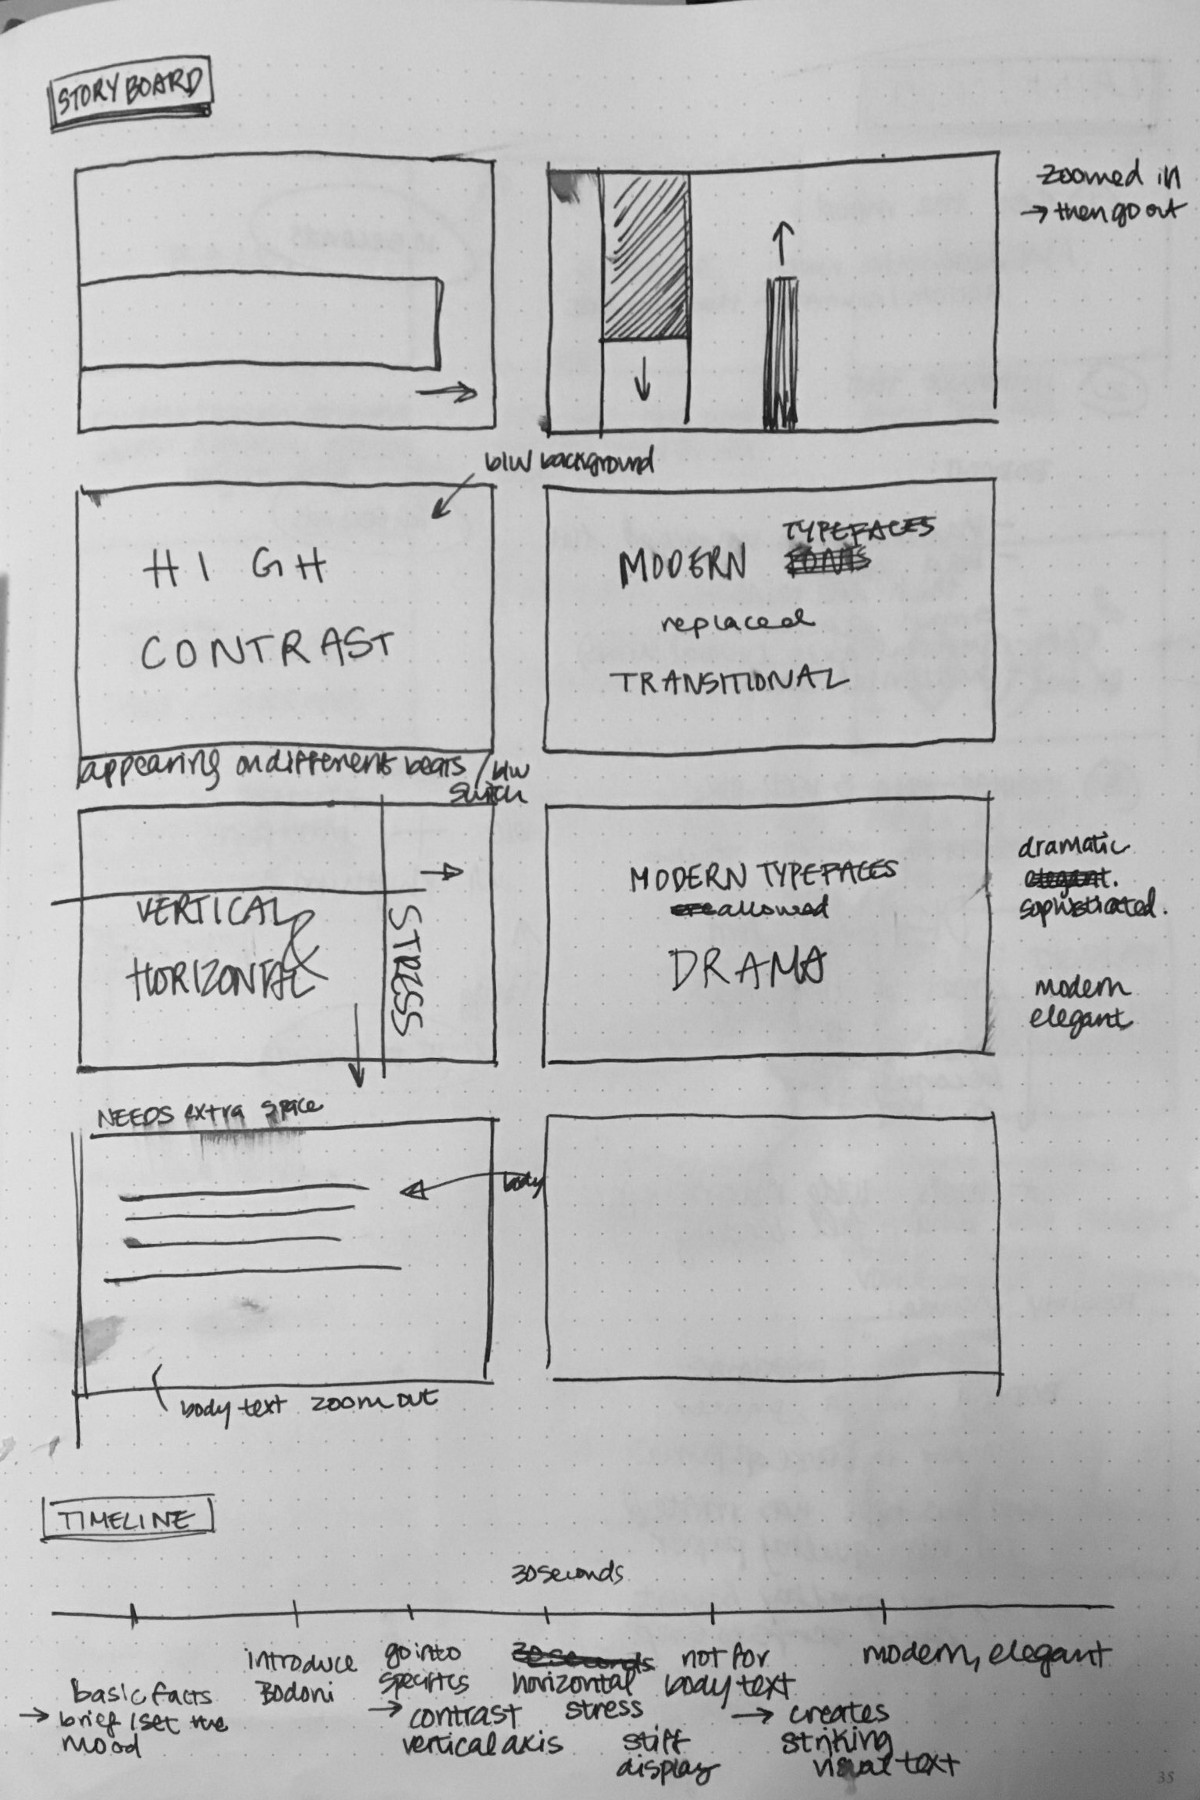 STORYBOARD
zoomed in
→ then go out
b/w background
HIGH
CONTRAST
TYPEFACES
MODERN FONTS
replaced
TRANSITIONAL
appearing on different beats / b/w
switch
VERTICAL
&
HORIZONTAL
STRESS
MODERN TYPEFACES
allowed
DRAMA
dramatic
elegant.
sophisticated.
modern
elegant
NEEDS extra space
body
body text zoom out
TIMELINE
30 seconds
basic facts
→ brief / set the
mood
introduce
Bodoni
go into
specifics
→ contrast
vertical axis
30 seconds
horizontal
stress
stiff
display
not for
body text
→ creates
striking
visual text
modern, elegant
35